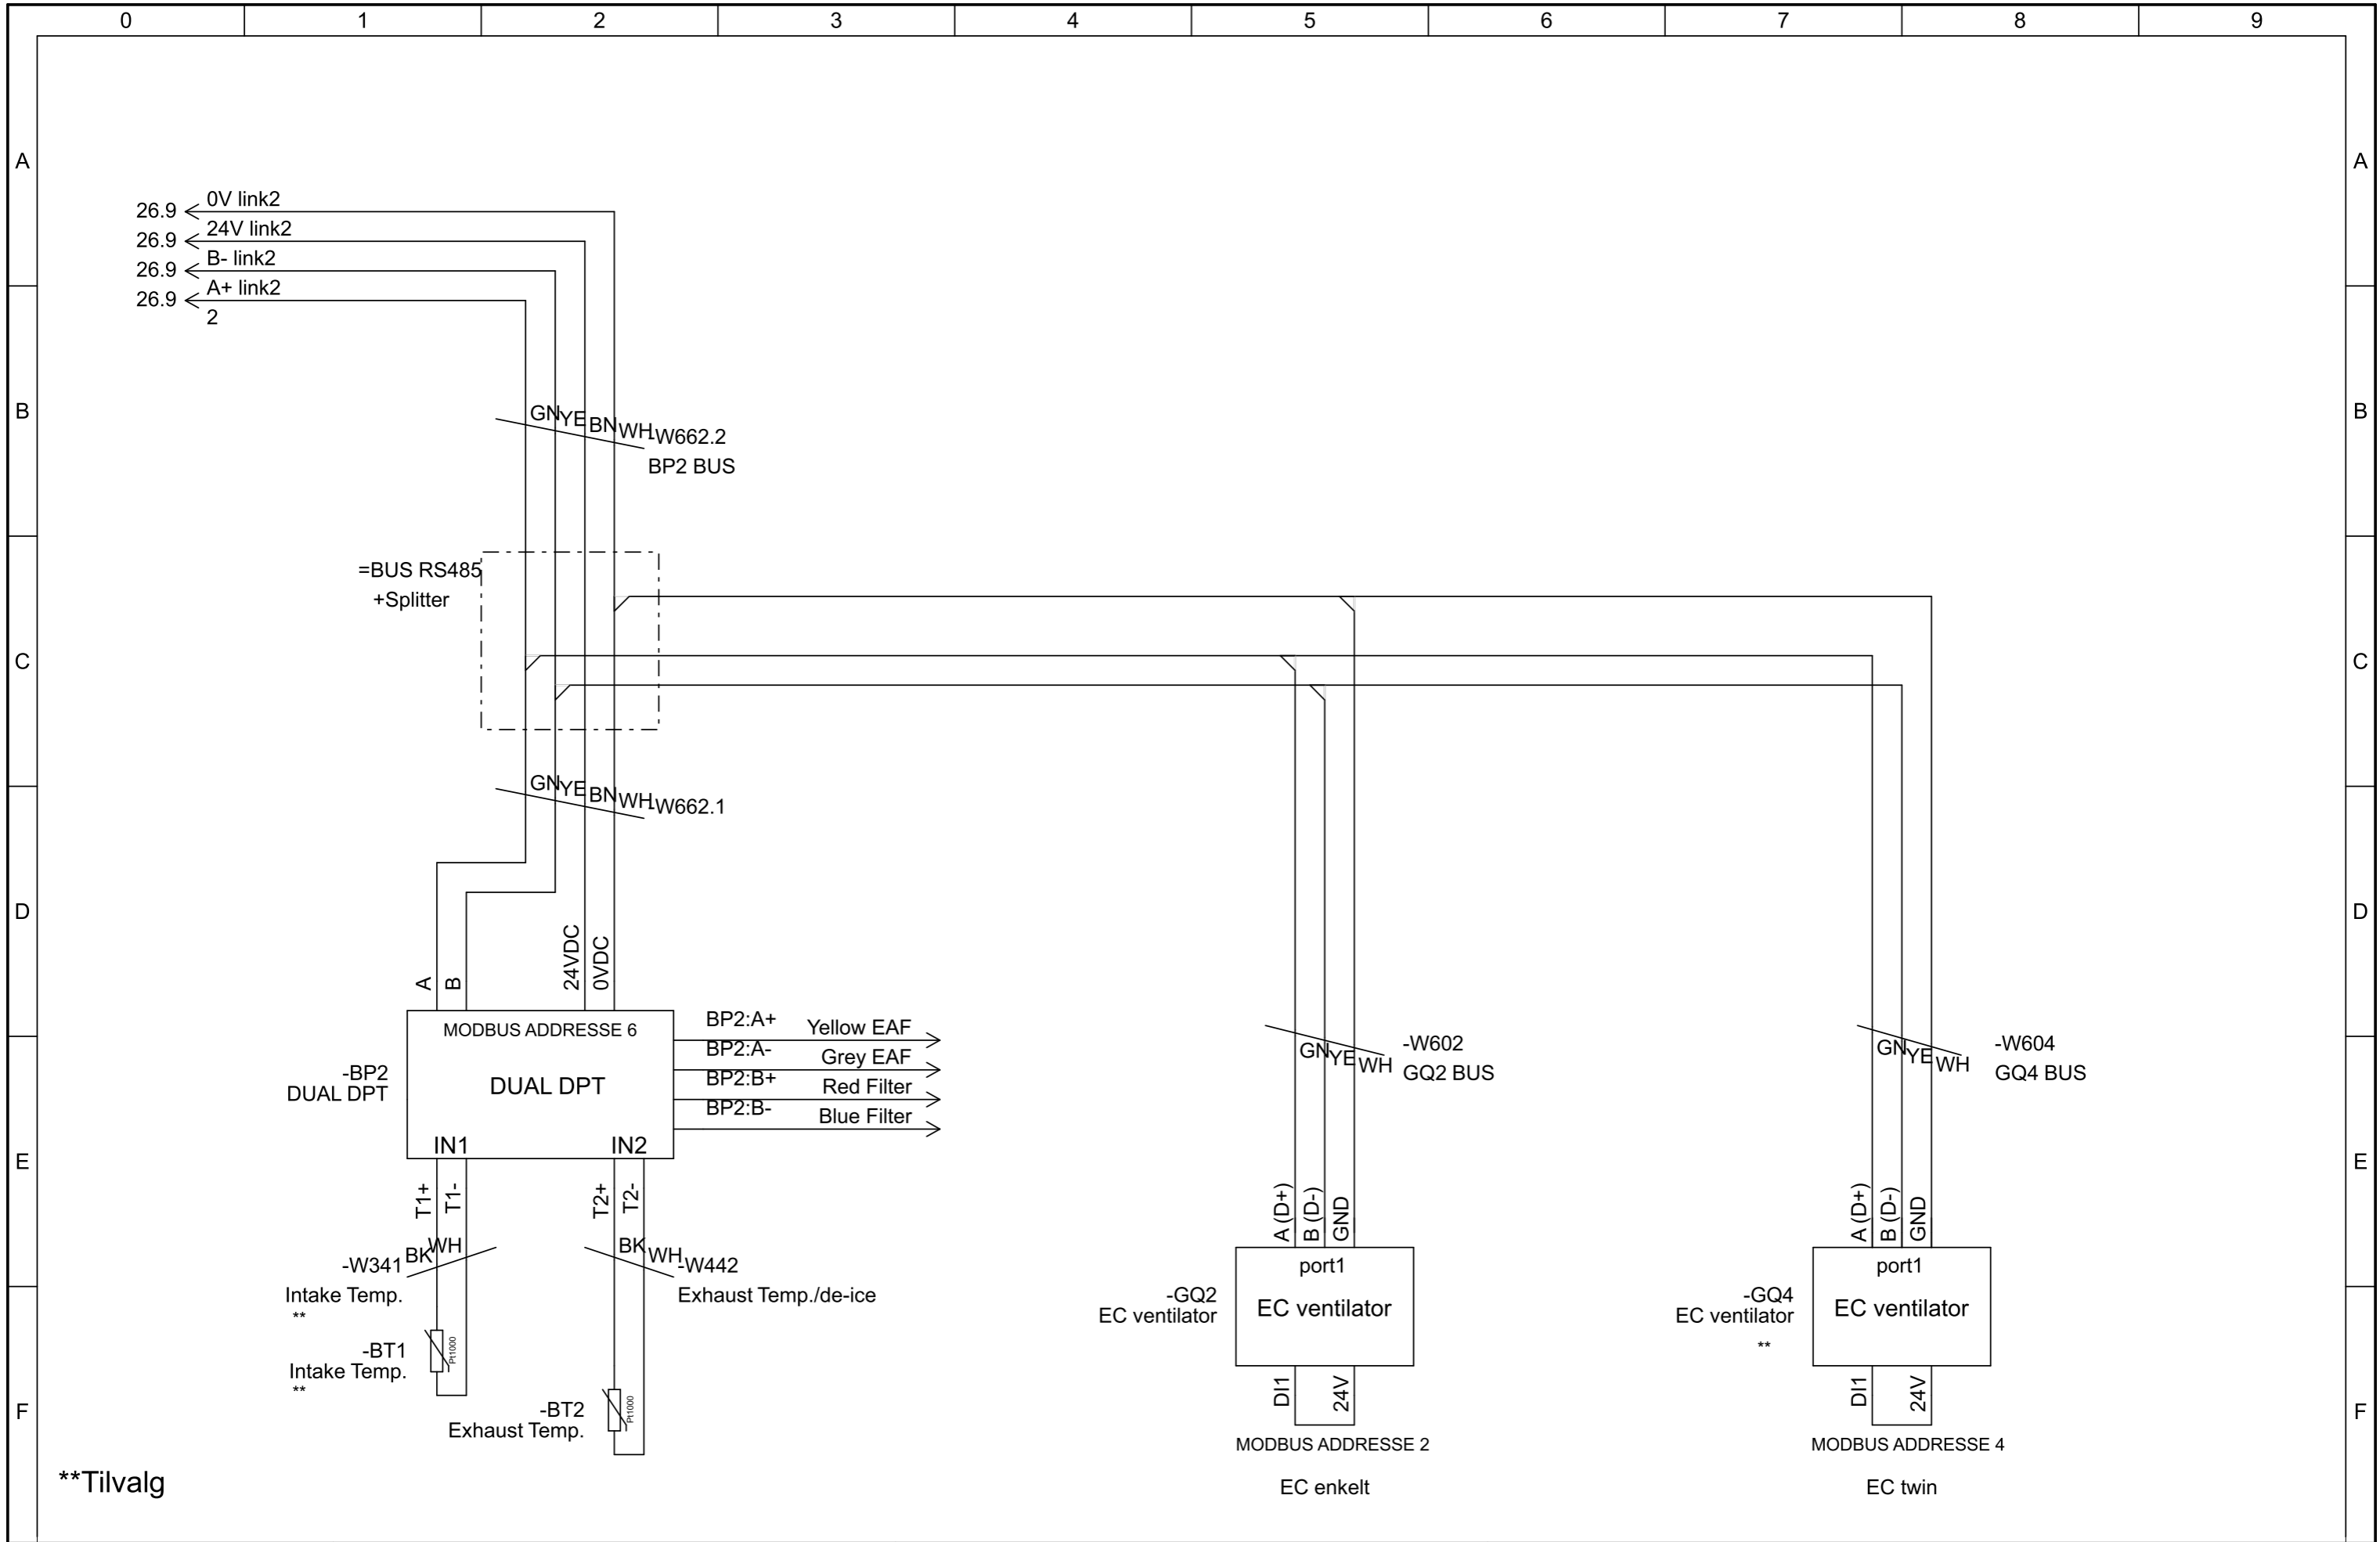 0 1 2 3 4 5 6 7 8 9
A A
26.9 0V link2
26.9 24V link2
26.9 B- link2
26.9 A+ link2
2
B B
GN YE BN WH -W662.2
BP2 BUS
=BUS RS485
+Splitter
C C
GN YE BN WH -W662.1
D D
A B 24VDC 0VDC
MODBUS ADDRESSE 6
-BP2
DUAL DPT
DUAL DPT
IN1 IN2
BP2:A+ Yellow EAF
BP2:A- Grey EAF
BP2:B+ Red Filter
BP2:B- Blue Filter
GN YE WH
-W602
GQ2 BUS
GN YE WH
-W604
GQ4 BUS
E E
T1+ T1- T2+ T2-
-W341 BK WH
Intake Temp.
**
BK WH -W442
Exhaust Temp./de-ice
-BT1
Intake Temp.
**
Pt1000
-BT2
Exhaust Temp.
Pt1000
A (D+) B (D-) GND
port1
EC ventilator
-GQ2
EC ventilator
DI1 24V
MODBUS ADDRESSE 2
EC enkelt
A (D+) B (D-) GND
port1
EC ventilator
-GQ4
EC ventilator
**
DI1 24V
MODBUS ADDRESSE 4
EC twin
F F
**Tilvalg